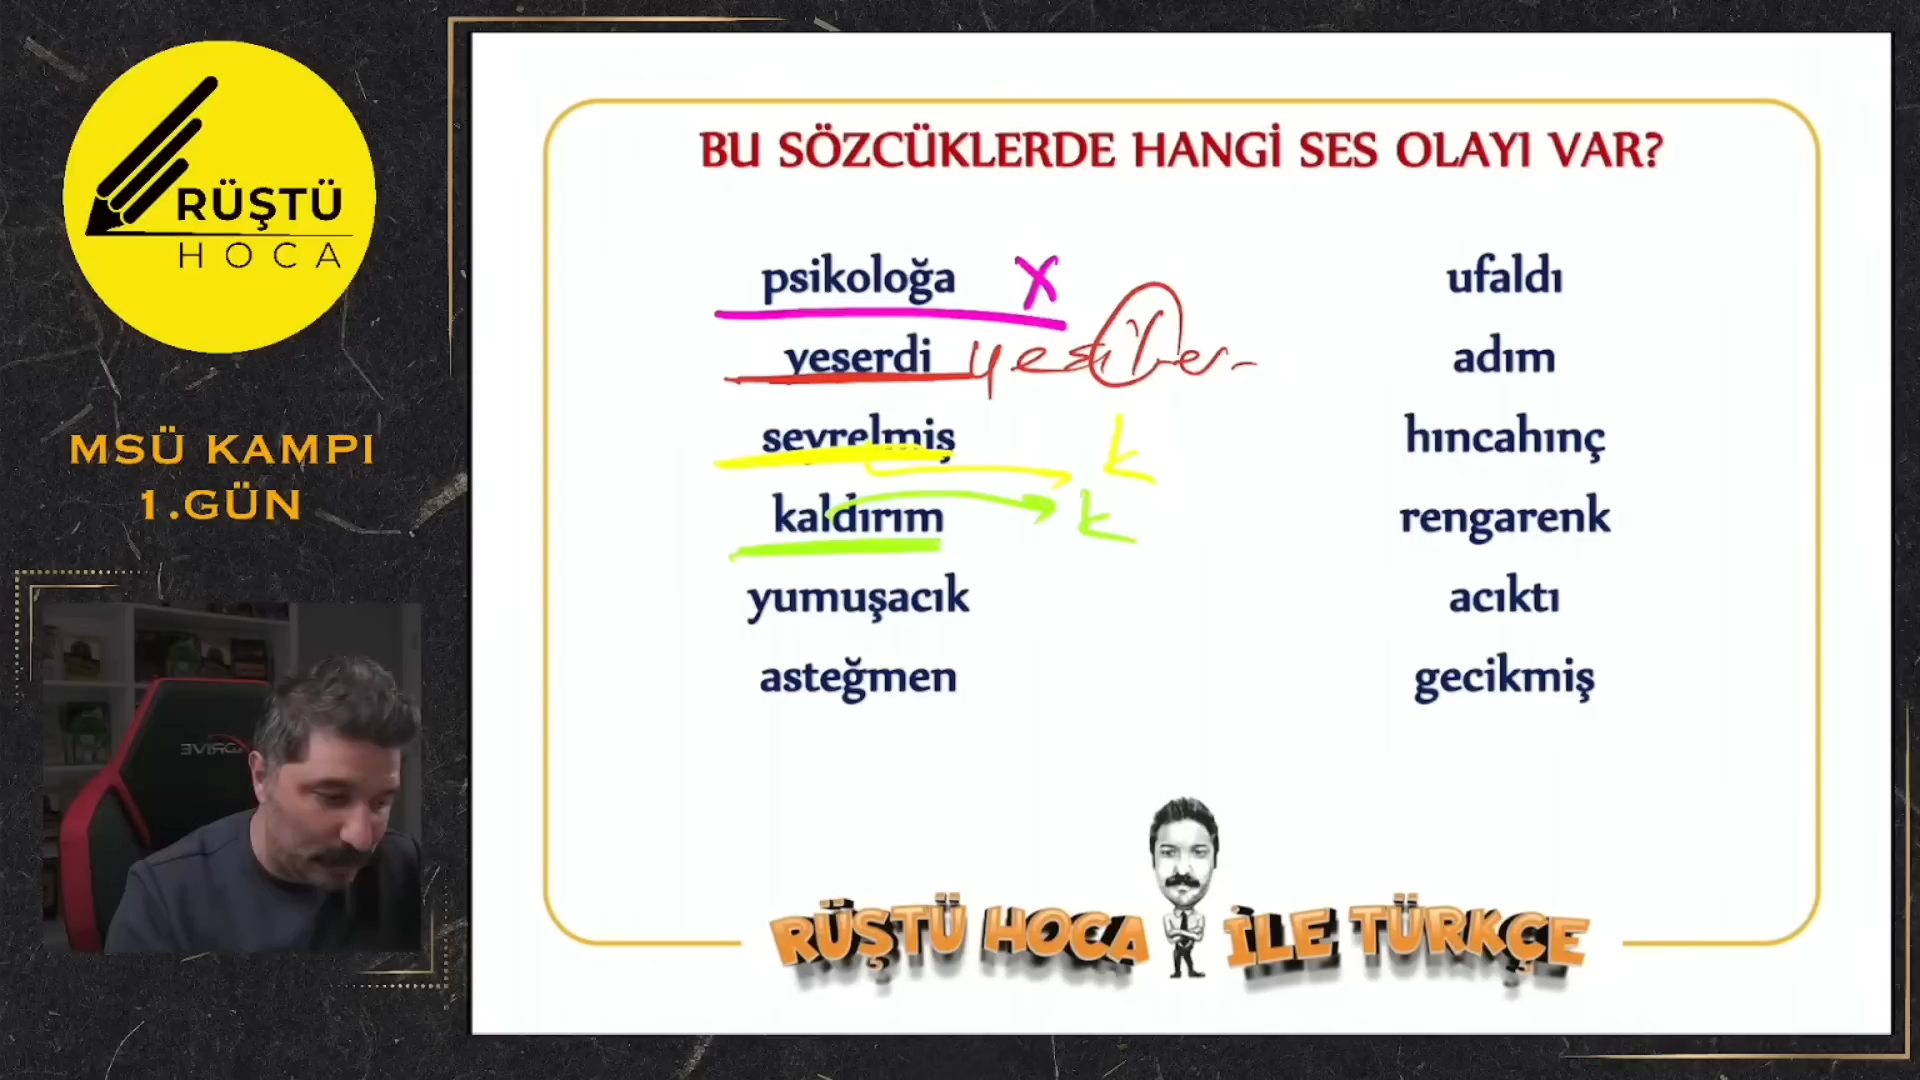 RÜŞTÜ
HOCA
MSÜ KAMPI
1.GÜN
BU SÖZCÜKLERDE HANGİ SES OLAYI VAR?
psikoloğa X
yeserdi
seyrelmiş k
kaldırım k
yumuşacık
asteğmen
ufaldı
adım
hıncahınç
rengarenk
acıktı
gecikmiş
RÜŞTÜ HOCA İLE TÜRKÇE